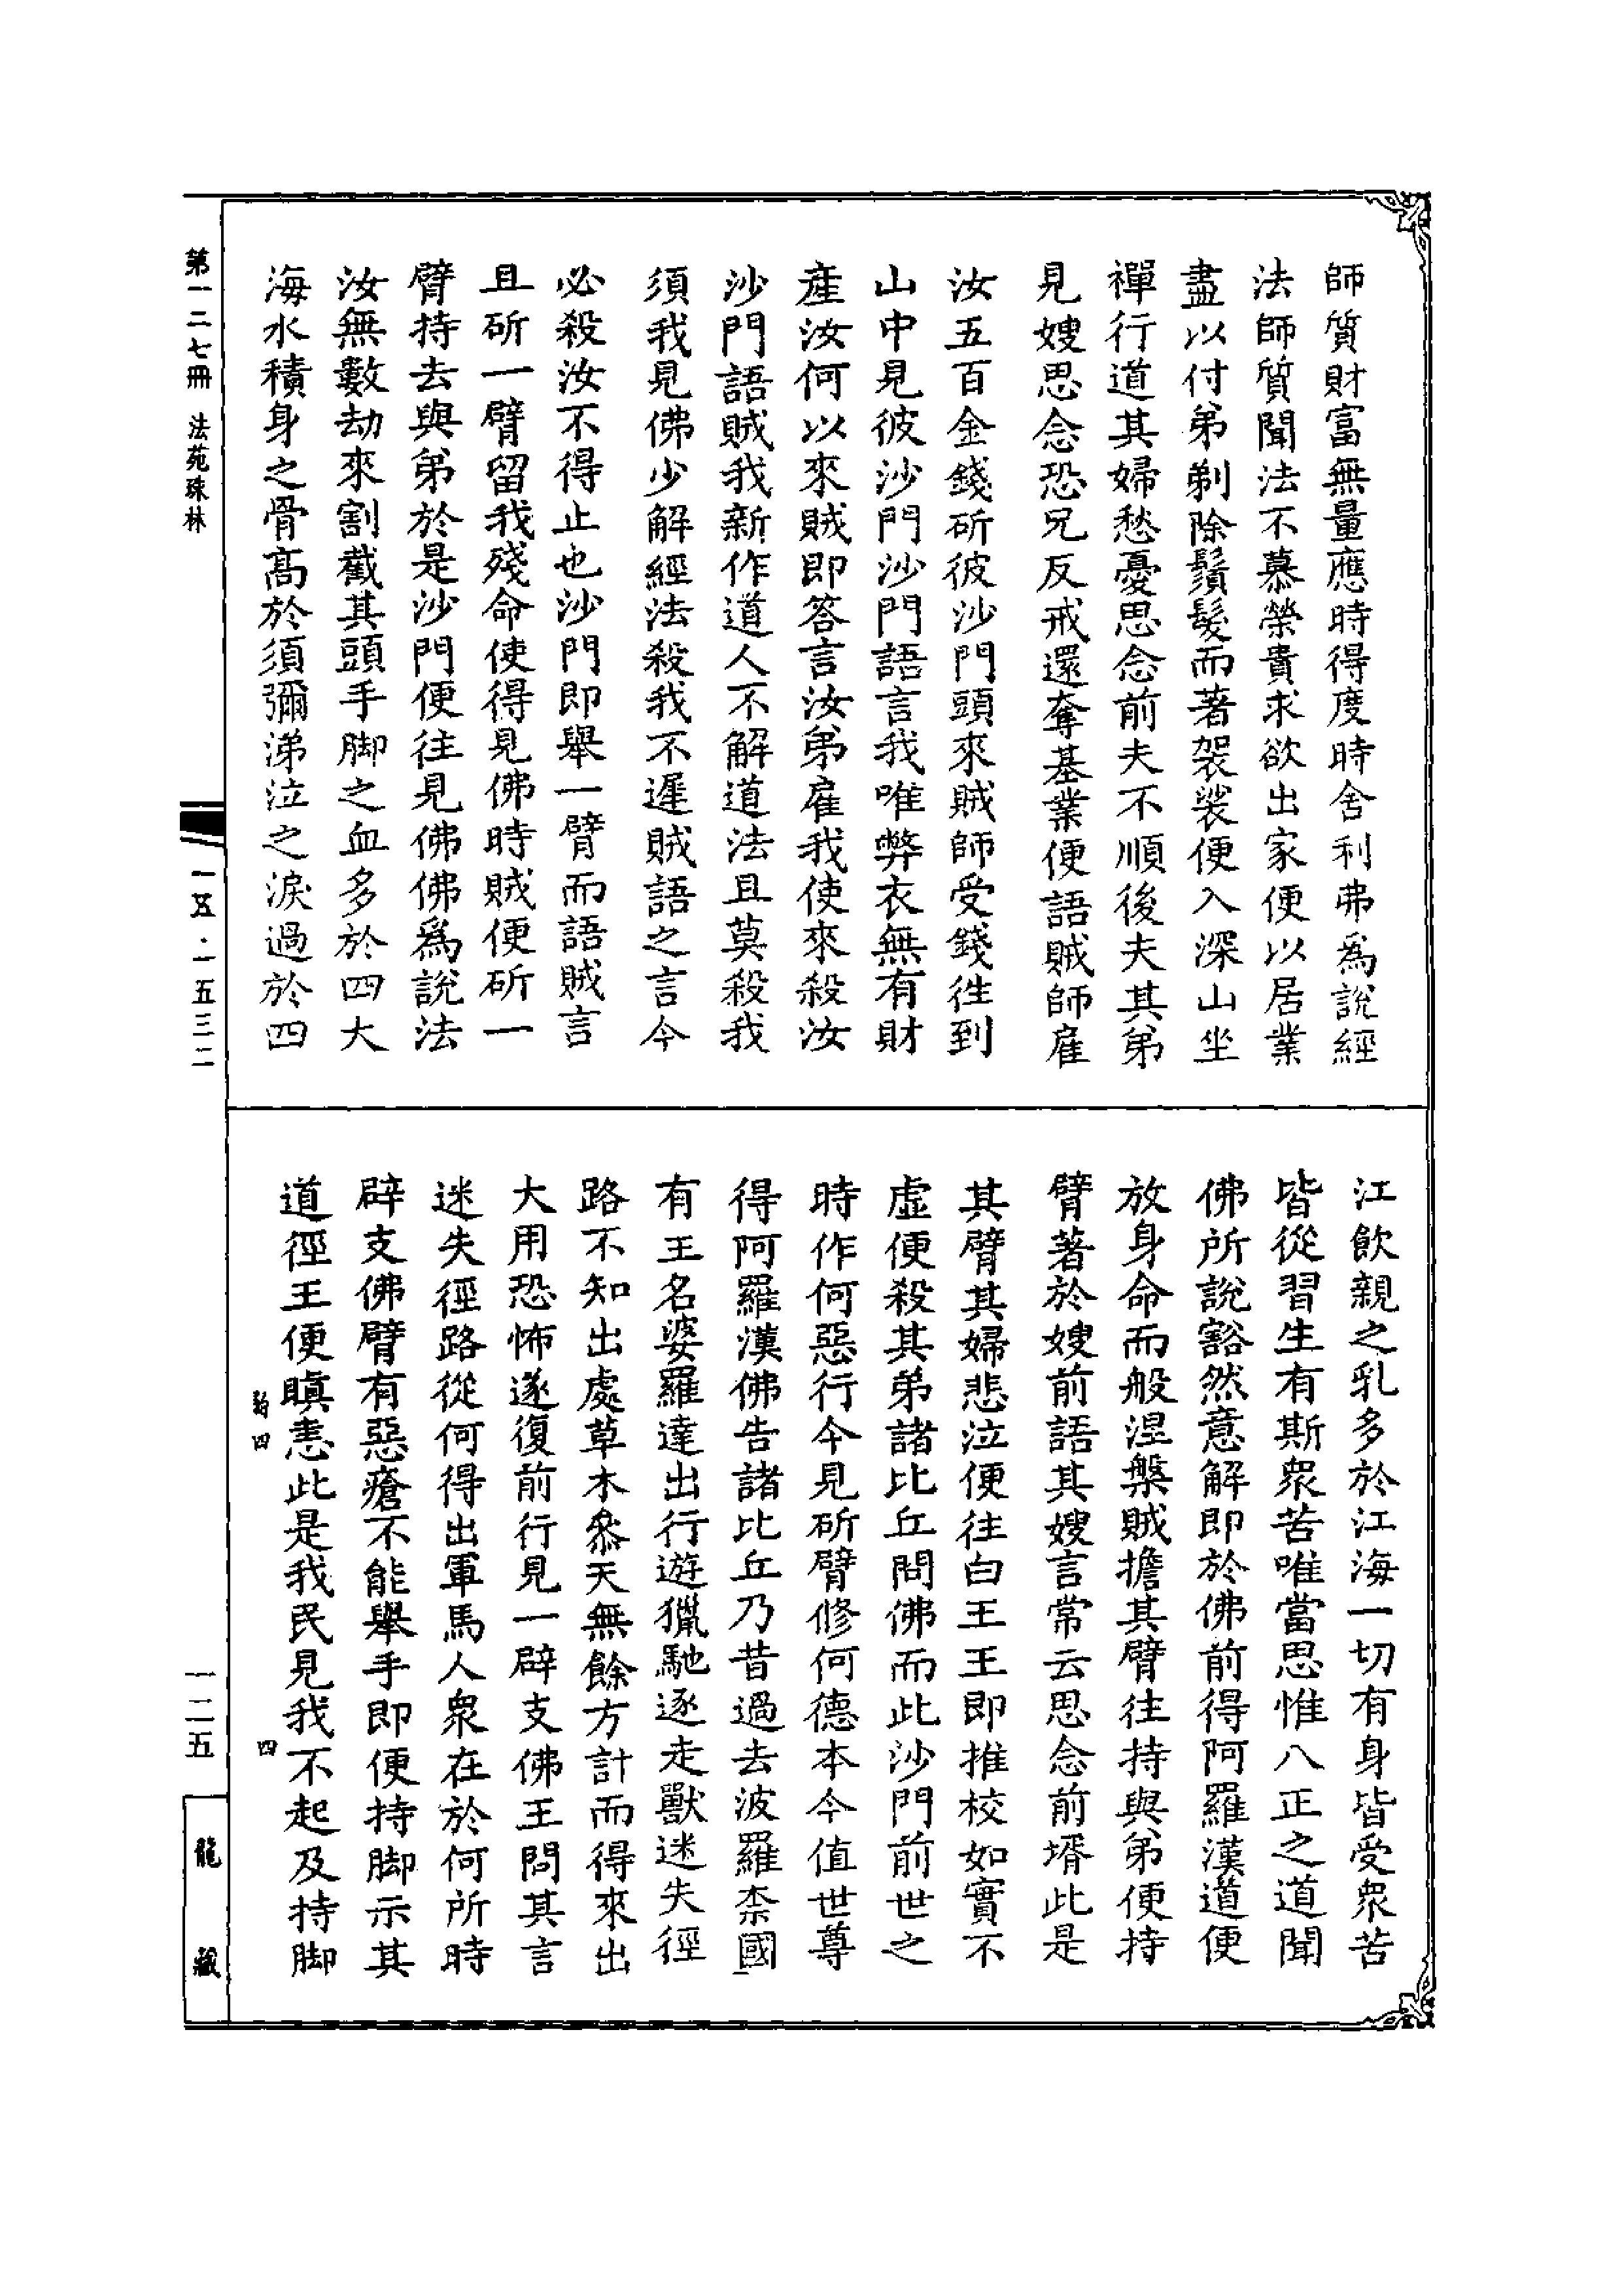 師質財富無量應時得度時舍利弗為說經
法師質聞法不慕榮貴求欲出家便以居業
盡以付弟剃除鬚髮而著袈裟便入深山坐
禪行道其婦愁憂思念前夫不順後夫其弟
見嫂思念恐兄反戒還奪基業便語賊師雇
汝五百金錢斫彼沙門頭來賊師受錢徃到
山中見彼沙門沙門語言我唯弊衣無有財
產汝何以來賊即答言汝弟雇我使來殺汝
沙門語賊我新作道人不解道法且莫殺我
須我見佛少解經法殺我不遲賊語之言今
必殺汝不得止也沙門即舉一臂而語賊言
且斫一臂留我殘命使得見佛時賊便斫一
臂持去與弟於是沙門便往見佛佛為說法
汝無數劫來割截其頭手脚之血多於四大
海水積身之骨高於須彌涕泣之淚過於四
江飲親之乳多於江海一切有身皆受眾苦
皆從習生有斯眾苦唯當思惟八正之道聞
佛所說豁然意解即於佛前得阿羅漢道便
放身命而般涅槃賊擔其臂往持與弟便持
臂著於嫂前語其嫂言常云思念前壻此是
其臂其婦悲泣便往白王王即推校如實不
虛便殺其弟諸比丘問佛而此沙門前世之
時作何惡行今見斫臂修何德本今值世尊
得阿羅漢佛告諸比丘乃昔過去波羅柰國
有王名婆羅達出行遊獵馳逐走獸迷失徑
路不知出處草木叅天無餘方計而得來出
大用恐怖遂復前行見一辟支佛王問其言
迷失徑路從何得出軍馬人眾在於何所時
辟支佛臂有惡瘡不能舉手即便持脚示其
道徑王便瞋恚此是我民見我不起及持脚
四 四
第一二七冊 法苑珠林
一五·一五三二
一二五
龍藏